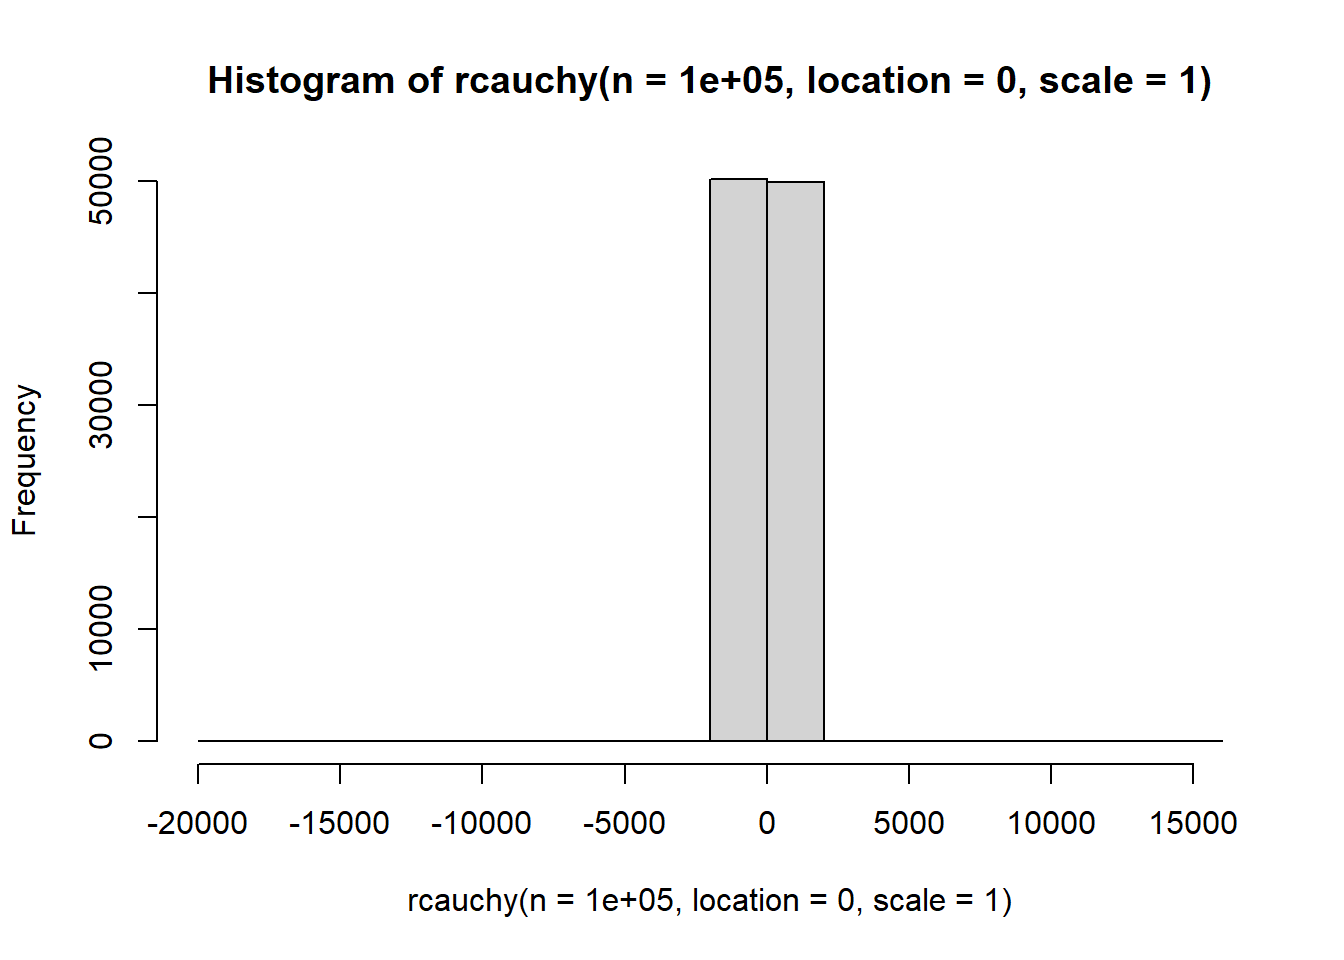 Histogram of rcauchy(n = 1e+05, location = 0, scale = 1)
Frequency
50000
30000
10000
0
-20000 -15000 -10000 -5000 0 5000 10000 15000
rcauchy(n = 1e+05, location = 0, scale = 1)